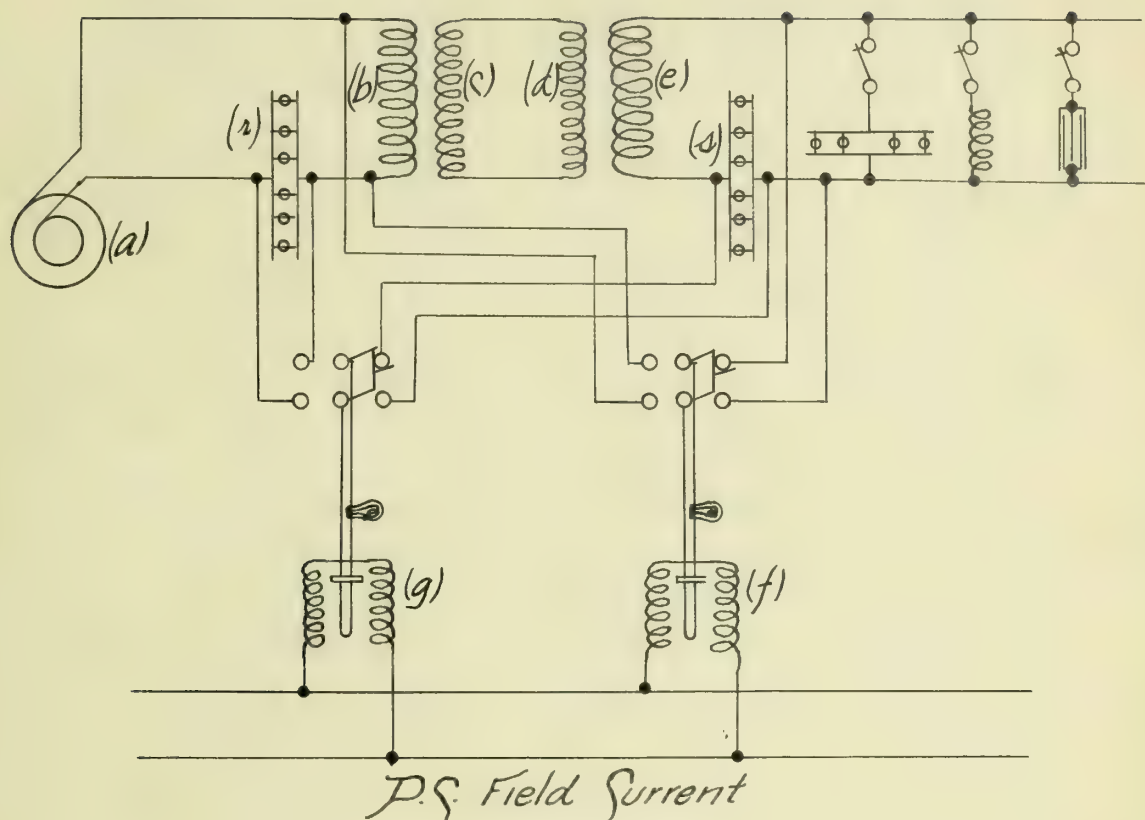 (b)
(c)
(d)
(e)
(r)
(s)
(a)
(g)
(f)
D.C. Field Current